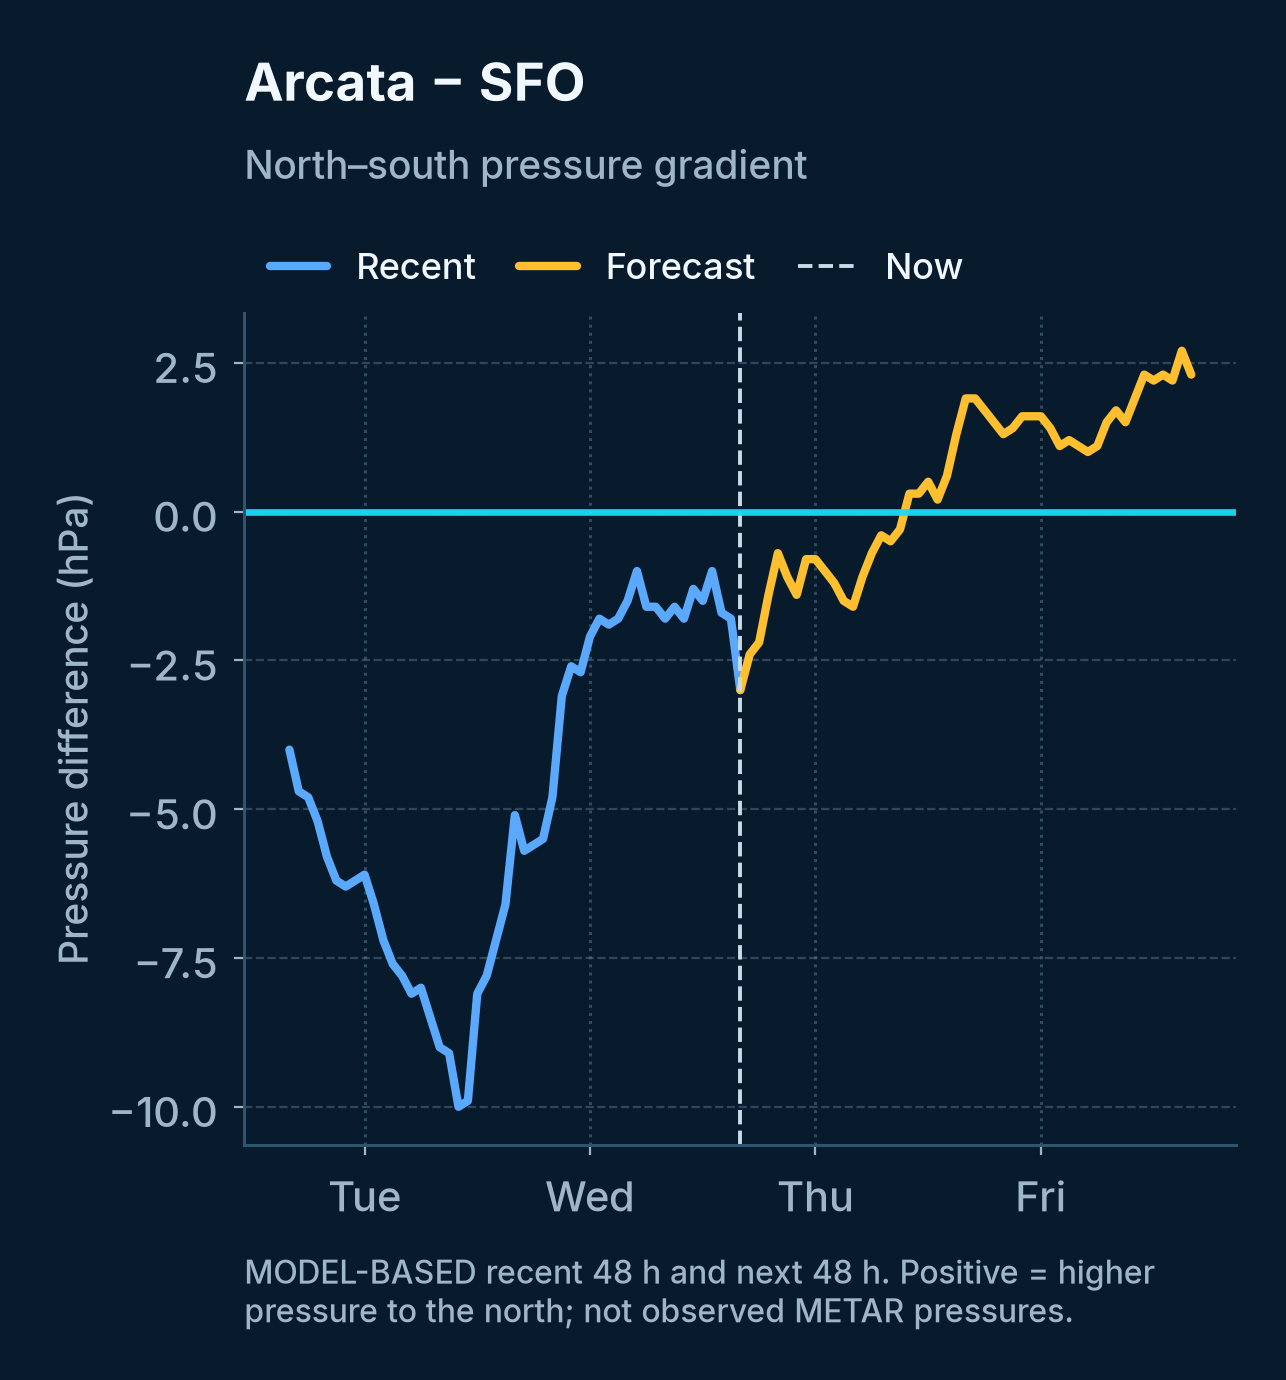 Arcata – SFO
North–south pressure gradient
Recent Forecast Now
2.5
0.0
−2.5
−5.0
−7.5
−10.0
Pressure difference (hPa)
Tue Wed Thu Fri
MODEL-BASED recent 48 h and next 48 h. Positive = higher
pressure to the north; not observed METAR pressures.